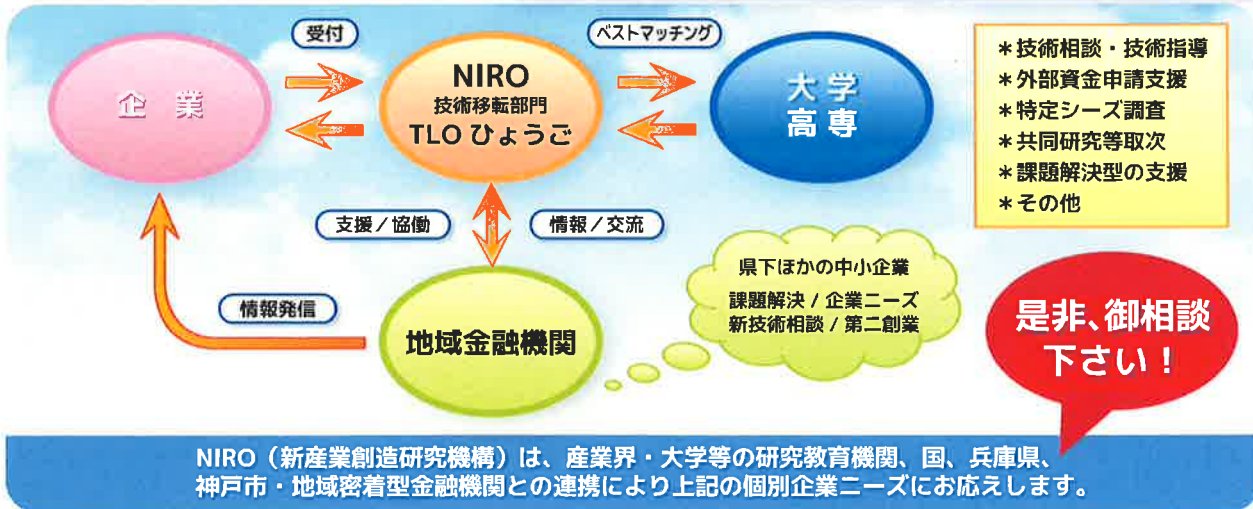 受付
ベストマッチング
企業
NIRO
技術移転部門
TLO ひょうご
大学
高専
＊技術相談・技術指導
＊外部資金申請支援
＊特定シーズ調査
＊共同研究等取次
＊課題解決型の支援
＊その他
支援／協働
情報／交流
情報発信
地域金融機関
県下ほかの中小企業
課題解決 / 企業ニーズ
新技術相談 / 第二創業
是非、御相談
下さい！
NIRO（新産業創造研究機構）は、産業界・大学等の研究教育機関、国、兵庫県、
神戸市・地域密着型金融機関との連携により上記の個別企業ニーズにお応えします。